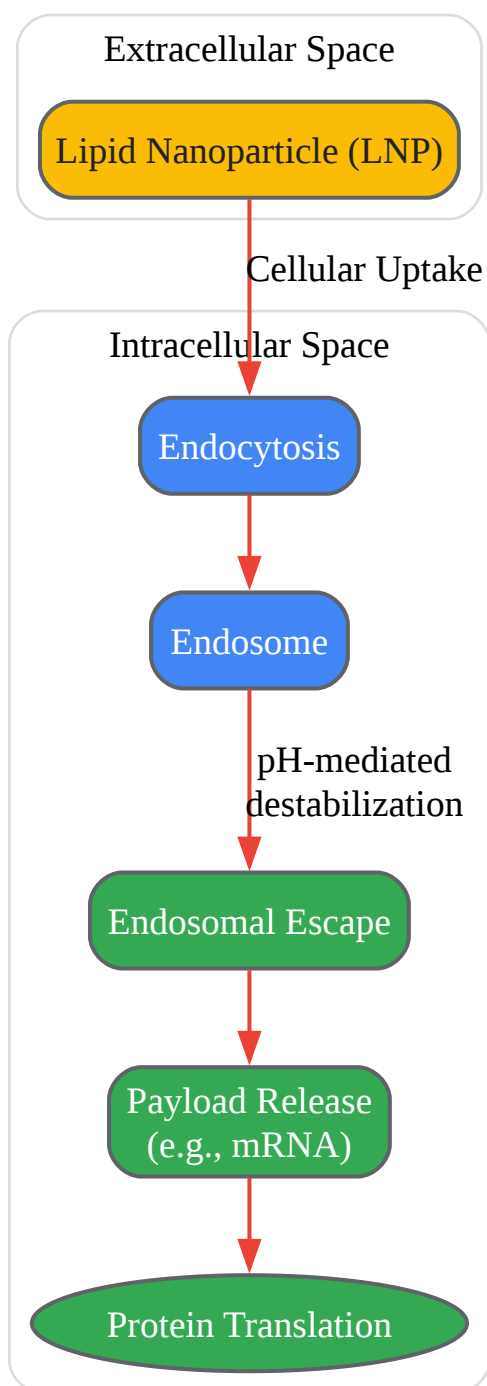 Extracellular Space
Lipid Nanoparticle (LNP)
Cellular Uptake
Intracellular Space
Endocytosis
Endosome
pH-mediated
destabilization
Endosomal Escape
Payload Release
(e.g., mRNA)
Protein Translation